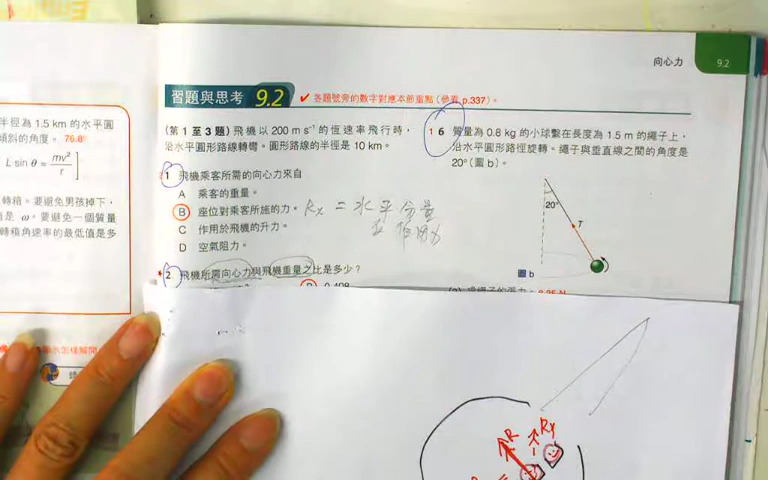 向心力 9.2
習題與思考 9.2 ✓ 各題號旁的數字對應本節重點 (參看 p.337)。
半徑為 1.5 km 的水平圓
傾斜的角度。 76.8°
L sin θ = mv²/r ]
轉箱。要避免男孩掉下,
值是 ω。要避免一個質量
轉箱角速率的最低值是多
(第 1 至 3 題) 飛機以 200 m s⁻¹ 的恆速率飛行時,
沿水平圓形路線轉彎。圓形路線的半徑是 10 km。
1 飛機乘客所需的向心力來自
A 乘客的重量。
B 座位對乘客所施的力。
C 作用於飛機的升力。
D 空氣阻力。
Rx = 水平分量
作用力
2 飛機所需向心力與飛機重量之比是多少?
1 6 質量為 0.8 kg 的小球繫在長度為 1.5 m 的繩子上,
沿水平圓形路徑旋轉。繩子與垂直線之間的角度是
20° (圖 b)。
20°
T
圖 b
R
Ry